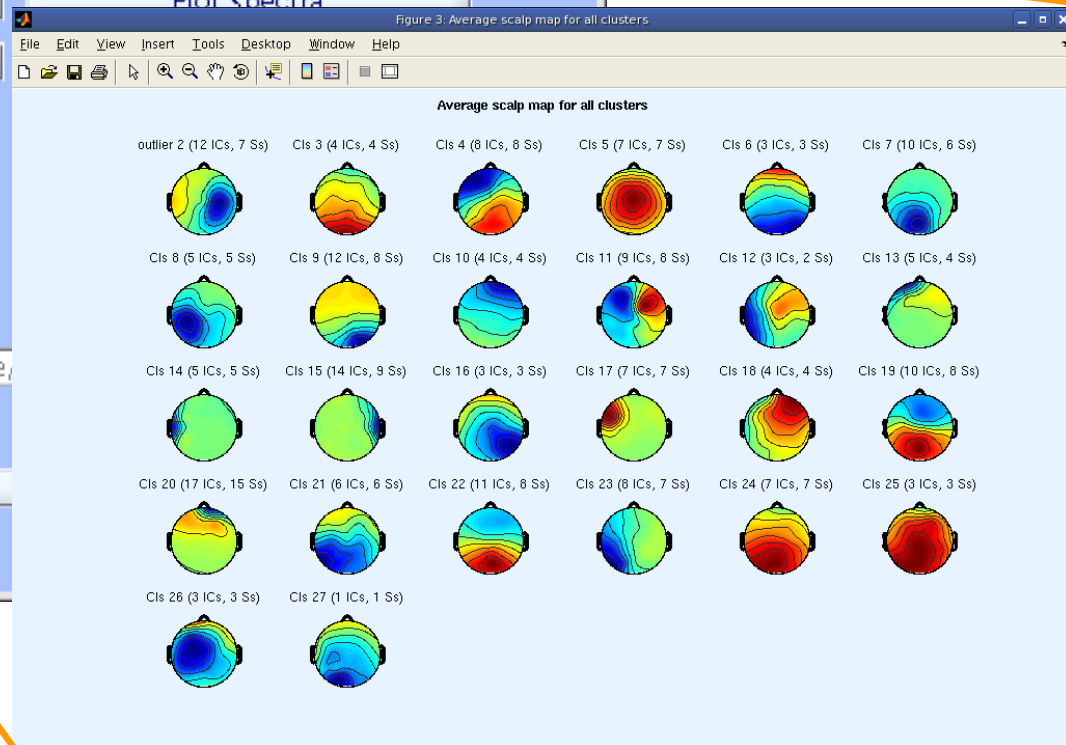 Plot spectra
Figure 3: Average scalp map for all clusters
File Edit View Insert Tools Desktop Window Help
Average scalp map for all clusters
outlier 2 (12 ICs, 7 Ss) Cls 3 (4 ICs, 4 Ss) Cls 4 (8 ICs, 8 Ss) Cls 5 (7 ICs, 7 Ss) Cls 6 (3 ICs, 3 Ss) Cls 7 (10 ICs, 6 Ss)
Cls 8 (5 ICs, 5 Ss) Cls 9 (12 ICs, 8 Ss) Cls 10 (4 ICs, 4 Ss) Cls 11 (9 ICs, 8 Ss) Cls 12 (3 ICs, 2 Ss) Cls 13 (5 ICs, 4 Ss)
Cls 14 (5 ICs, 5 Ss) Cls 15 (14 ICs, 9 Ss) Cls 16 (3 ICs, 3 Ss) Cls 17 (7 ICs, 7 Ss) Cls 18 (4 ICs, 4 Ss) Cls 19 (10 ICs, 8 Ss)
Cls 20 (17 ICs, 15 Ss) Cls 21 (6 ICs, 6 Ss) Cls 22 (11 ICs, 8 Ss) Cls 23 (8 ICs, 7 Ss) Cls 24 (7 ICs, 7 Ss) Cls 25 (3 ICs, 3 Ss)
Cls 26 (3 ICs, 3 Ss) Cls 27 (1 ICs, 1 Ss)